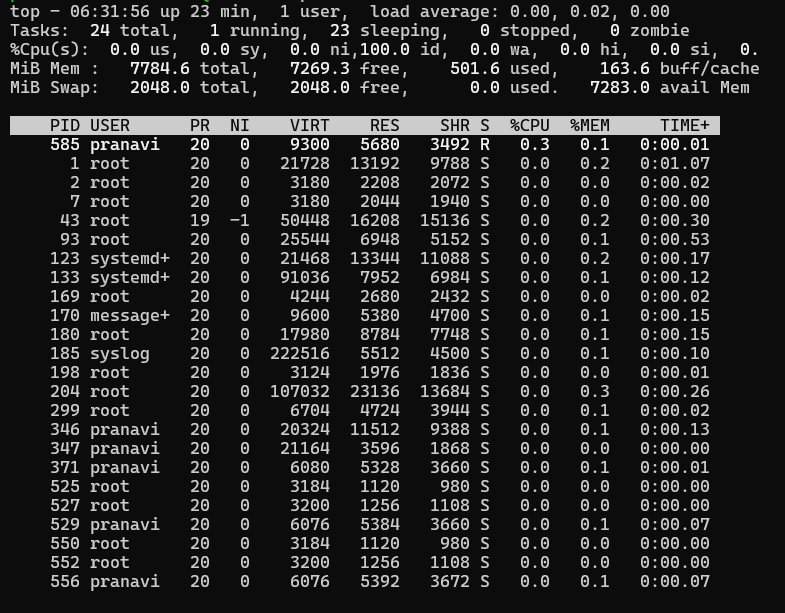 top - 06:31:56 up 23 min,  1 user,  load average: 0.00, 0.02, 0.00
Tasks:  24 total,   1 running,  23 sleeping,   0 stopped,   0 zombie
%Cpu(s):  0.0 us,  0.0 sy,  0.0 ni,100.0 id,  0.0 wa,  0.0 hi,  0.0 si,  0.
MiB Mem :   7784.6 total,   7269.3 free,    501.6 used,    163.6 buff/cache
MiB Swap:   2048.0 total,   2048.0 free,      0.0 used.   7283.0 avail Mem
PID USER      PR  NI    VIRT    RES    SHR S  %CPU  %MEM     TIME+
585 pranavi   20   0    9300   5680   3492 R   0.3   0.1   0:00.01
1 root      20   0   21728  13192   9788 S   0.0   0.2   0:01.07
2 root      20   0    3180   2208   2072 S   0.0   0.0   0:00.02
7 root      20   0    3180   2044   1940 S   0.0   0.0   0:00.00
43 root      19  -1   50448  16208  15136 S   0.0   0.2   0:00.30
93 root      20   0   25544   6948   5152 S   0.0   0.1   0:00.53
123 systemd+  20   0   21468  13344  11088 S   0.0   0.2   0:00.17
133 systemd+  20   0   91036   7952   6984 S   0.0   0.1   0:00.12
169 root      20   0    4244   2680   2432 S   0.0   0.0   0:00.02
170 message+  20   0    9600   5380   4700 S   0.0   0.1   0:00.15
180 root      20   0   17980   8784   7748 S   0.0   0.1   0:00.15
185 syslog    20   0  222516   5512   4500 S   0.0   0.1   0:00.10
198 root      20   0    3124   1976   1836 S   0.0   0.0   0:00.01
204 root      20   0  107032  23136  13684 S   0.0   0.3   0:00.26
299 root      20   0    6704   4724   3944 S   0.0   0.1   0:00.02
346 pranavi   20   0   20324  11512   9388 S   0.0   0.1   0:00.13
347 pranavi   20   0   21164   3596   1868 S   0.0   0.0   0:00.00
371 pranavi   20   0    6080   5328   3660 S   0.0   0.1   0:00.01
525 root      20   0    3184   1120    980 S   0.0   0.0   0:00.00
527 root      20   0    3200   1256   1108 S   0.0   0.0   0:00.00
529 pranavi   20   0    6076   5384   3660 S   0.0   0.1   0:00.07
550 root      20   0    3184   1120    980 S   0.0   0.0   0:00.00
552 root      20   0    3200   1256   1108 S   0.0   0.0   0:00.00
556 pranavi   20   0    6076   5392   3672 S   0.0   0.1   0:00.07